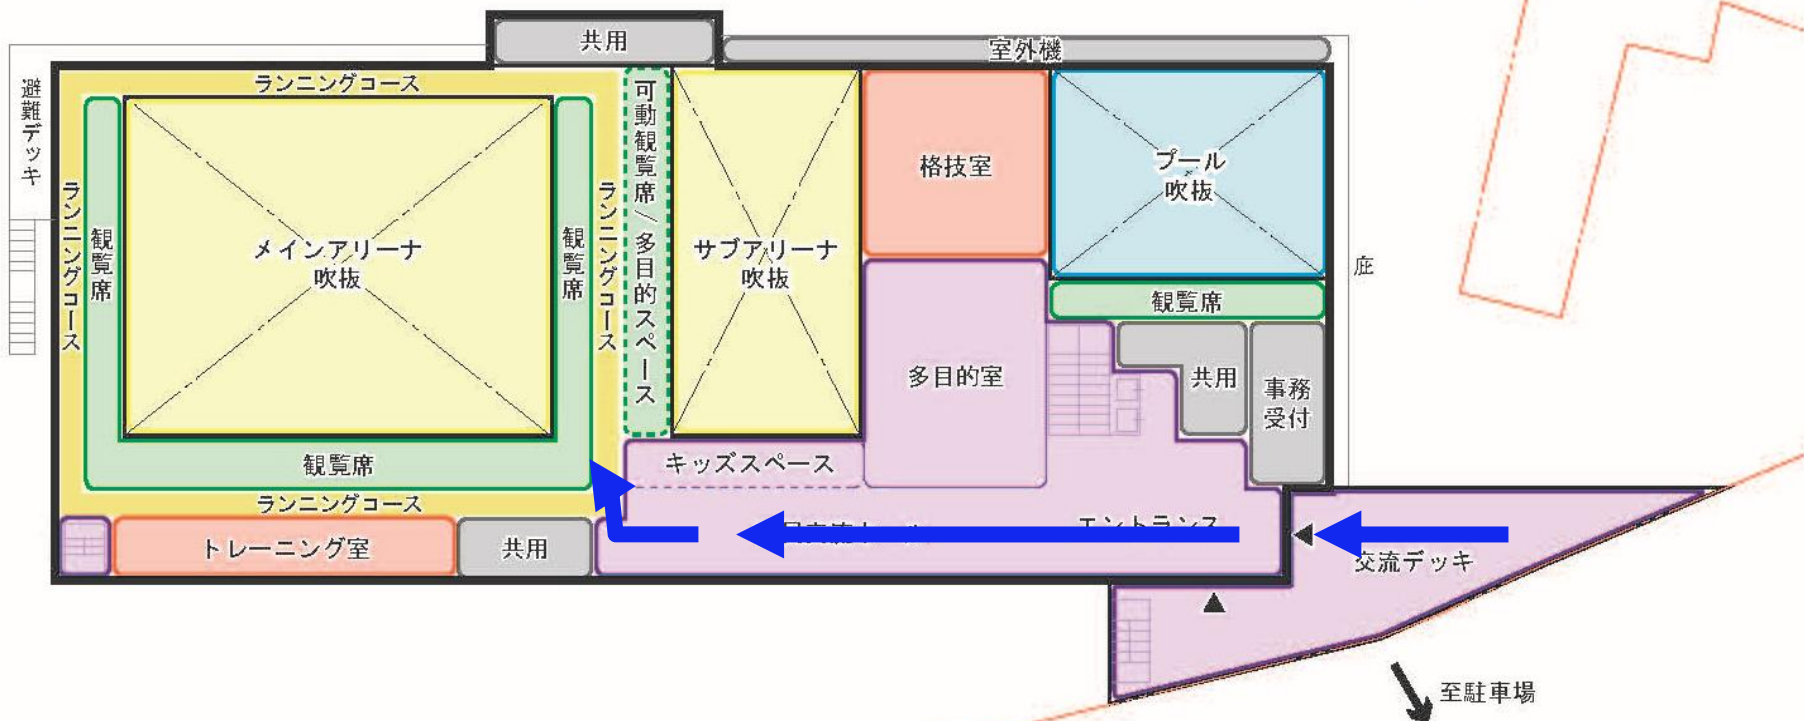 共用
室外機
避難デッキ
ランニングコース
可動観覧席/多目的スペース
格技室
プール
吹抜
ランニングコース
観覧席
メインアリーナ
吹抜
観覧席
ランニングコース
サブアリーナ
吹抜
庇
観覧席
多目的室
共用
事務
受付
観覧席
キッズスペース
ランニングコース
トレーニング室
共用
エントランス
交流デッキ
至駐車場